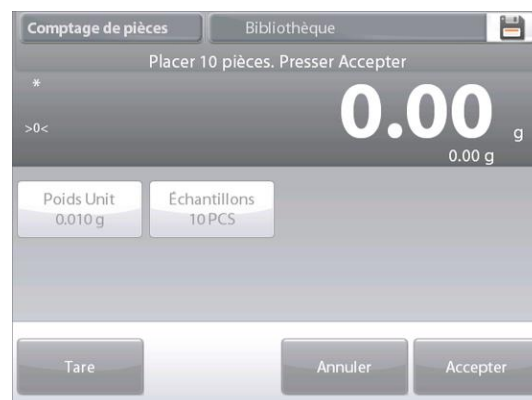 Comptage de pièces Bibliothèque
Placer 10 pièces. Presser Accepter
*
>0<
0.00 g
0.00 g
Poids Unit Échantillons
0.010 g 10 PCS
Tare Annuler Accepter